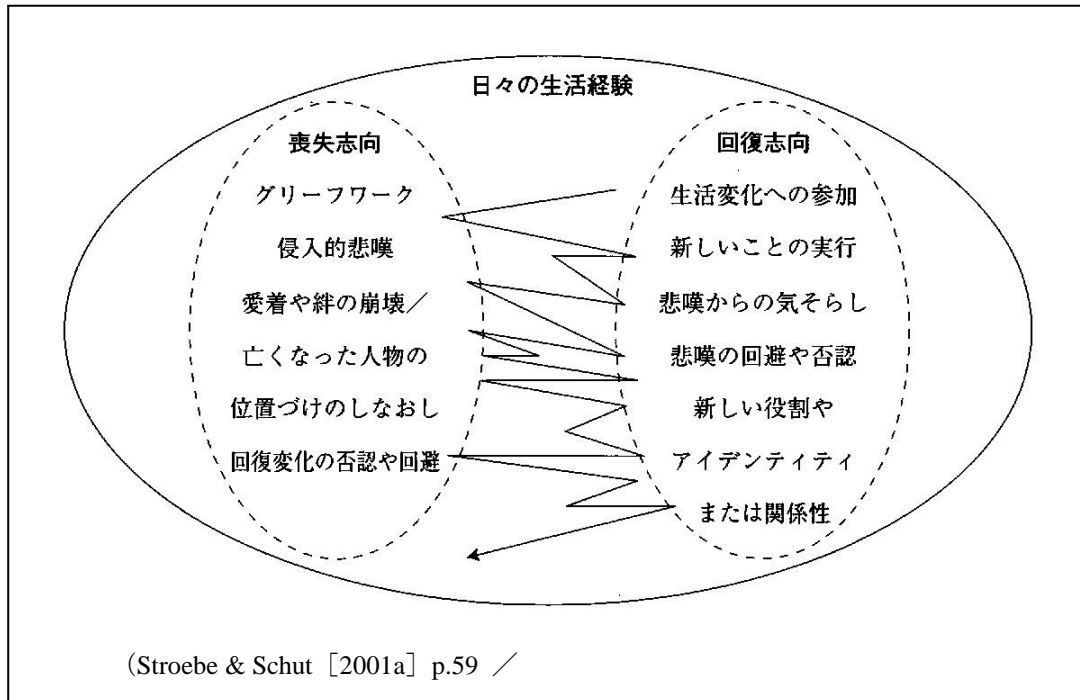 日々の生活経験
喪失志向
グリーフワーク
侵入的悲嘆
愛着や絆の崩壊／
亡くなった人物の
位置づけのしなおし
回復変化の否認や回避
回復志向
生活変化への参加
新しいことの実行
悲嘆からの気そらし
悲嘆の回避や否認
新しい役割や
アイデンティティ
または関係性
（Stroebe & Schut［2001a］p.59 ／